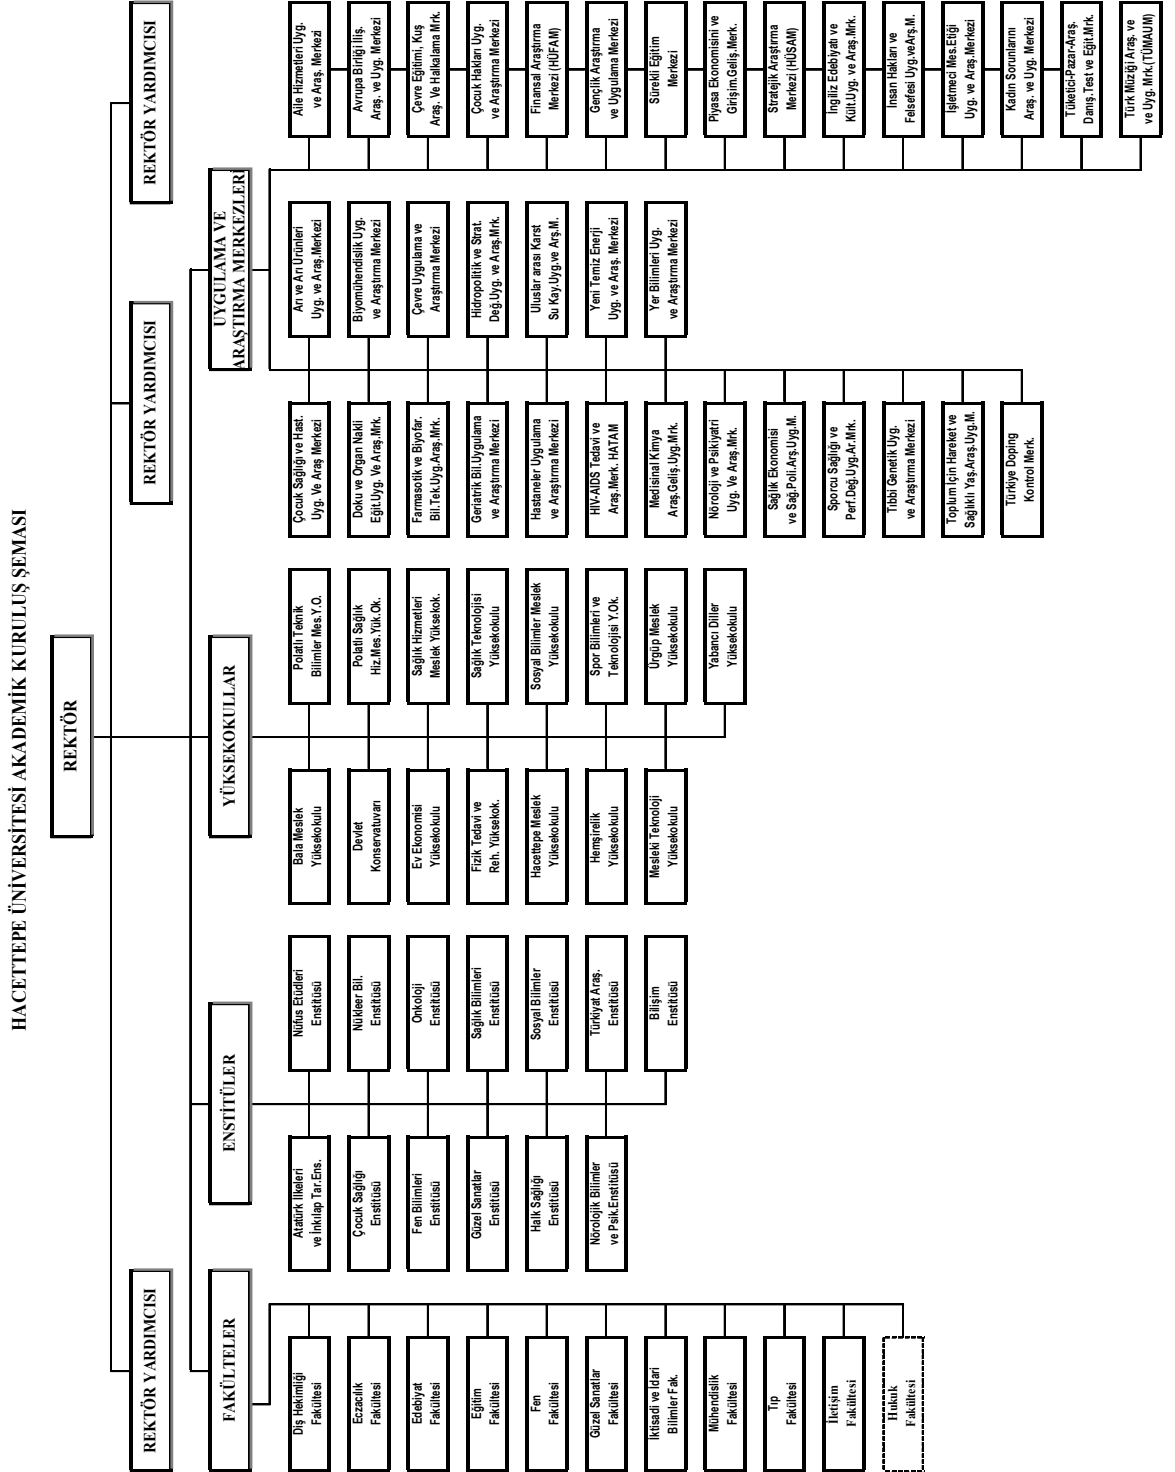 HACETTEPE ÜNİVERSİTESİ AKADEMİK KURULUŞ ŞEMASI
REKTÖR
REKTÖR YARDIMCISI
REKTÖR YARDIMCISI
REKTÖR YARDIMCISI
FAKÜLTELER
ENSTİTÜLER
YÜKSEKOKULLAR
UYGULAMA VE
ARAŞTIRMA MERKEZLERİ
Diş Hekimliği
Fakültesi
Eczacılık
Fakültesi
Edebiyat
Fakültesi
Eğitim
Fakültesi
Fen
Fakültesi
Güzel Sanatlar
Fakültesi
İktisadi ve İdari
Bilimler Fak.
Mühendislik
Fakültesi
Tıp
Fakültesi
İletişim
Fakültesi
Hukuk
Fakültesi
Atatürk İlkeleri
ve İnkılap Tar.Ens.
Çocuk Sağlığı
Enstitüsü
Fen Bilimleri
Enstitüsü
Güzel Sanatlar
Enstitüsü
Halk Sağlığı
Enstitüsü
Nörolojik Bilimler
ve Psik.Enstitüsü
Nüfus Etüdleri
Enstitüsü
Nükleer Bil.
Enstitüsü
Onkoloji
Enstitüsü
Sağlık Bilimleri
Enstitüsü
Sosyal Bilimler
Enstitüsü
Türkiyat Araş.
Enstitüsü
Bilişim
Enstitüsü
Bala Meslek
Yüksekokulu
Devlet
Konservatuvarı
Ev Ekonomisi
Yüksekokulu
Fizik Tedavi ve
Reh. Yüksekok.
Hacettepe Meslek
Yüksekokulu
Hemşirelik
Yüksekokulu
Mesleki Teknoloji
Yüksekokulu
Polatlı Teknik
Bilimler Mes.Y.O.
Polatlı Sağlık
Hiz.Mes.Yük.Ok.
Sağlık Hizmetleri
Meslek Yüksekok.
Sağlık Teknolojisi
Yüksekokulu
Sosyal Bilimler Meslek
Yüksekokulu
Spor Bilimleri ve
Teknolojisi Y.Ok.
Ürgüp Meslek
Yüksekokulu
Yabancı Diller
Yüksekokulu
Çocuk Sağlığı ve Hast.
Uyg. Ve Araş Merkezi
Doku ve Organ Nakli
Eğit.Uyg. Ve Araş.Mrk.
Farmasotik ve Biyofar.
Bil.Tek.Uyg.Araş.Mrk.
Geriatrik Bil.Uygulama
ve Araştırma Merkezi
Hastaneler Uygulama
ve Araştırma Merkezi
HIV-AIDS Tedavi ve
Araş.Merk. HATAM
Medisinal Kimya
Araş.Geliş.Uyg.Mrk.
Nöroloji ve Psikiyatri
Uyg. Ve Araş.Mrk.
Sağlık Ekonomisi
ve Sağ.Poli.Arş.Uyg.M.
Sporcu Sağlığı ve
Perf.Değ.Uyg.Ar.Mrk.
Tıbbi Genetik Uyg.
ve Araştırma Merkezi
Toplum İçin Hareket ve
Sağlıklı Yaş.Araş.Uyg.M.
Türkiye Doping
Kontrol Merk.
Arı ve Arı Ürünleri
Uyg. ve Araş.Merkezi
Biyomühendislik Uyg.
ve Araştırma Merkezi
Çevre Uygulama ve
Araştırma Merkezi
Hidropolitik ve Strat.
Değ.Uyg. ve Araş.Mrk.
Uluslar arası Karst
Su Kay.Uyg.ve Arş.M.
Yeni Temiz Enerji
Uyg. ve Araş. Merkezi
Yer Bilimleri Uyg.
ve Araştırma Merkezi
Aile Hizmetleri Uyg.
ve Araş. Merkezi
Avrupa Birliği İliş.
Araş. ve Uyg. Merkezi
Çevre Eğitimi, Kuş
Araş. Ve Halkalama Mrk.
Çocuk Hakları Uyg.
ve Araştırma Merkezi
Finansal Araştırma
Merkezi (HÜFAM)
Gençlik Araştırma
ve Uygulama Merkezi
Sürekli Eğitim
Merkezi
Piyasa Ekonomisini ve
Girişim.Geliş.Merk.
Stratejik Araştırma
Merkezi (HÜSAM)
İngiliz Edebiyatı ve
Kült.Uyg. ve Araş.Mrk.
İnsan Hakları ve
Felsefesi Uyg.veArş.M.
İşletmeci Mes.Etiği
Uyg. ve Araş.Merkezi
Kadın Sorunlarını
Araş. ve Uyg. Merkezi
Tüketici-Pazar-Araş.
Danış.Test ve Eğit.Mrk.
Türk Müziği Araş. ve
Uyg. Mrk.(TÜMAUM)